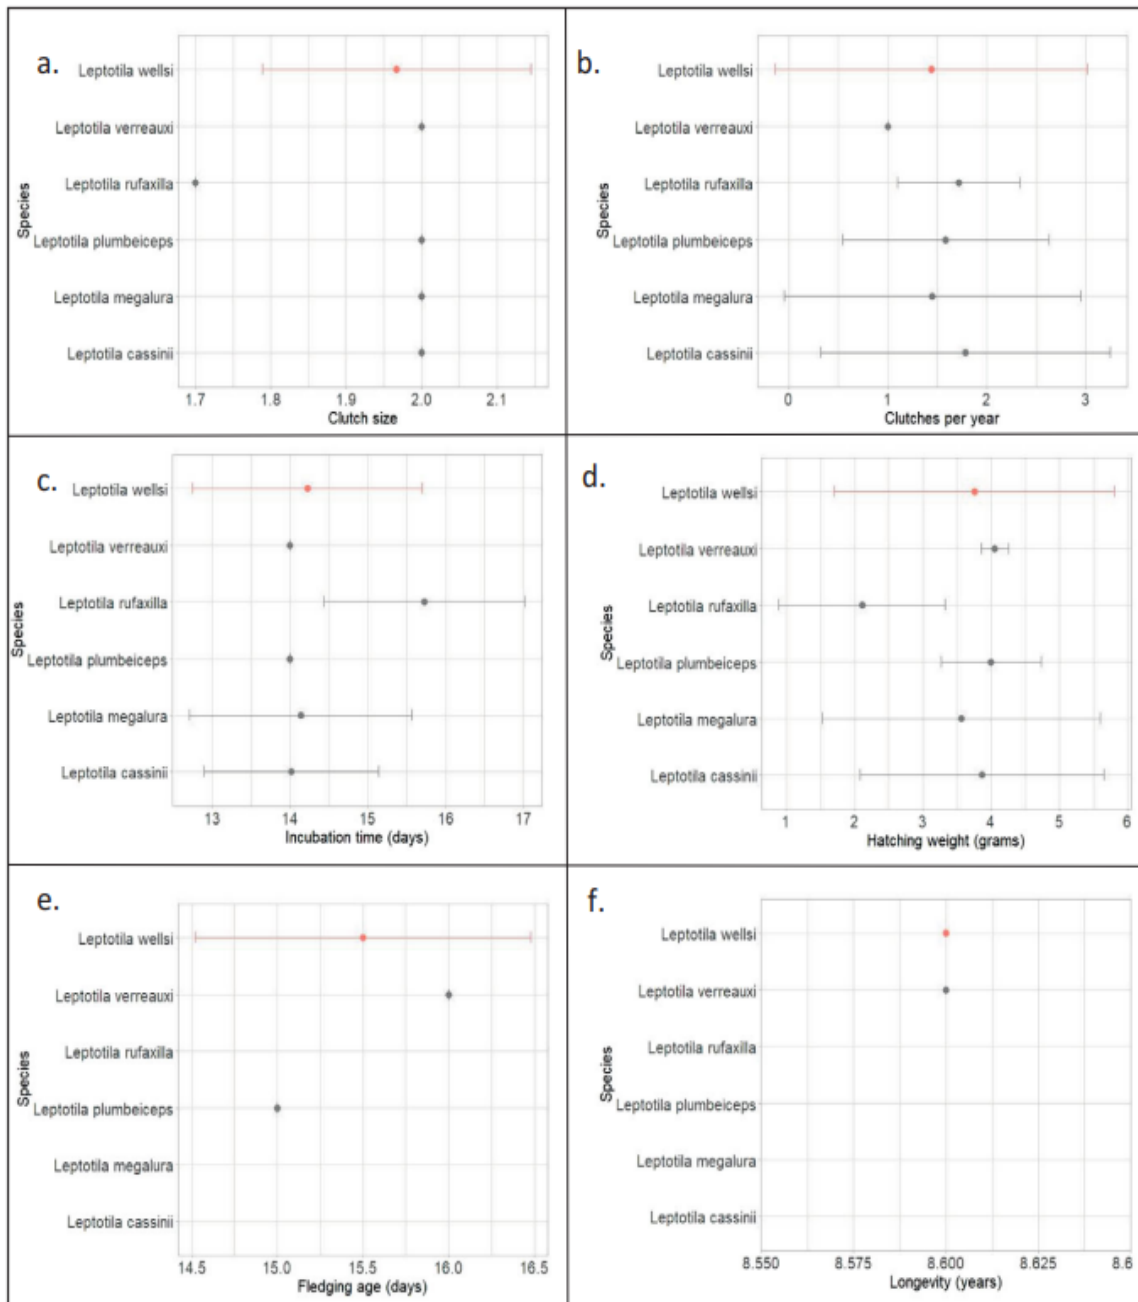 a.
Leptotila wellsi
Leptotila verreauxi
Leptotila rufaxilla
Leptotila plumbeiceps
Leptotila megalura
Leptotila cassinii
Species
1.7 1.8 1.9 2.0 2.1
Clutch size
b.
Leptotila wellsi
Leptotila verreauxi
Leptotila rufaxilla
Leptotila plumbeiceps
Leptotila megalura
Leptotila cassinii
Species
0 1 2 3
Clutches per year
c.
Leptotila wellsi
Leptotila verreauxi
Leptotila rufaxilla
Leptotila plumbeiceps
Leptotila megalura
Leptotila cassinii
Species
13 14 15 16 17
Incubation time (days)
d.
Leptotila wellsi
Leptotila verreauxi
Leptotila rufaxilla
Leptotila plumbeiceps
Leptotila megalura
Leptotila cassinii
Species
1 2 3 4 5 6
Hatching weight (grams)
e.
Leptotila wellsi
Leptotila verreauxi
Leptotila rufaxilla
Leptotila plumbeiceps
Leptotila megalura
Leptotila cassinii
Species
14.5 15.0 15.5 16.0 16.5
Fledging age (days)
f.
Leptotila wellsi
Leptotila verreauxi
Leptotila rufaxilla
Leptotila plumbeiceps
Leptotila megalura
Leptotila cassinii
Species
8.550 8.575 8.600 8.625 8.6
Longevity (years)